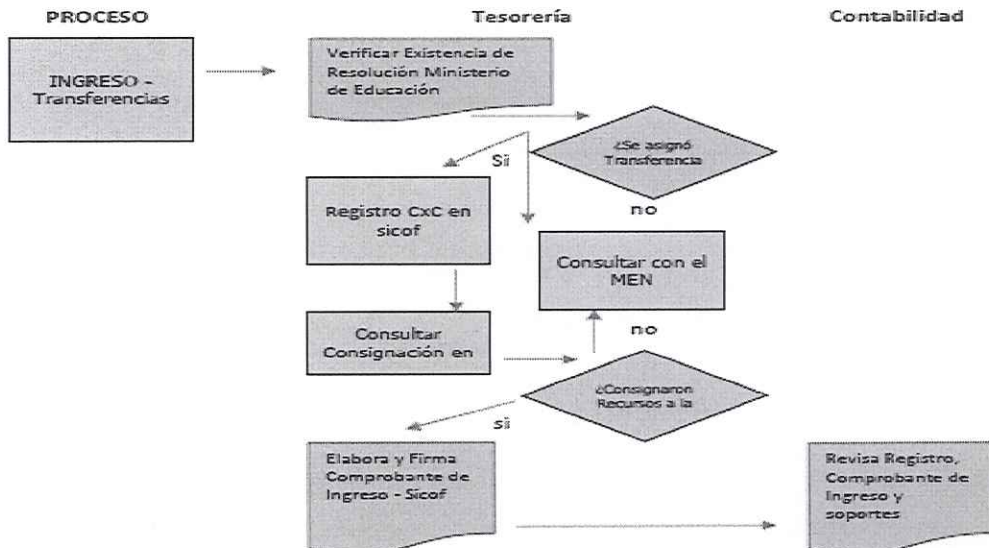 PROCESO
Tesorería
Contabilidad
INGRESO -
Transferencias
Verificar Existencia de
Resolución Ministerio
de Educación
¿Se asignó
Transferencia
Si
no
Registro CxC en
sicof
Consultar con el
MEN
Consultar
Consignación en
no
¿Consignaron
Recursos a la
si
Elabora y Firma
Comprobante de
Ingreso - Sicof
Revisa Registro,
Comprobante de
Ingreso y
soportes